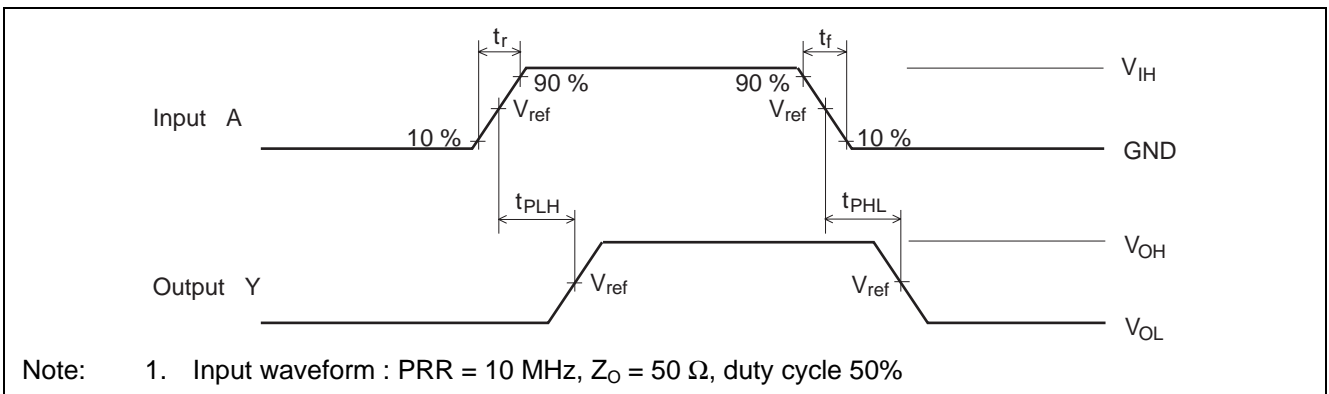 tr tf
90 % 90 % VIH
Input A Vref Vref
10 % 10 % GND
tPLH tPHL
VOH
Output Y Vref Vref
VOL
Note: 1. Input waveform : PRR = 10 MHz, ZO = 50 Ω, duty cycle 50%